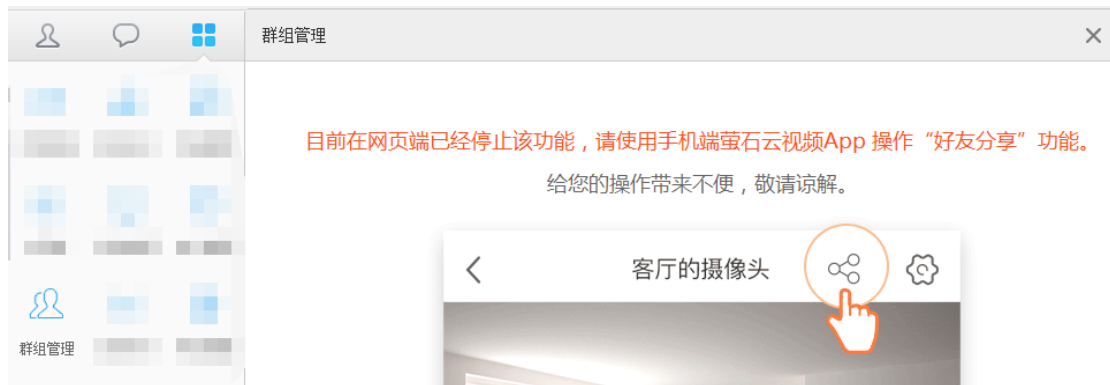 群组管理
目前在网页端已经停止该功能，请使用手机端萤石云视频App 操作“好友分享”功能。
给您的操作带来不便，敬请谅解。
客厅的摄像头
群组管理